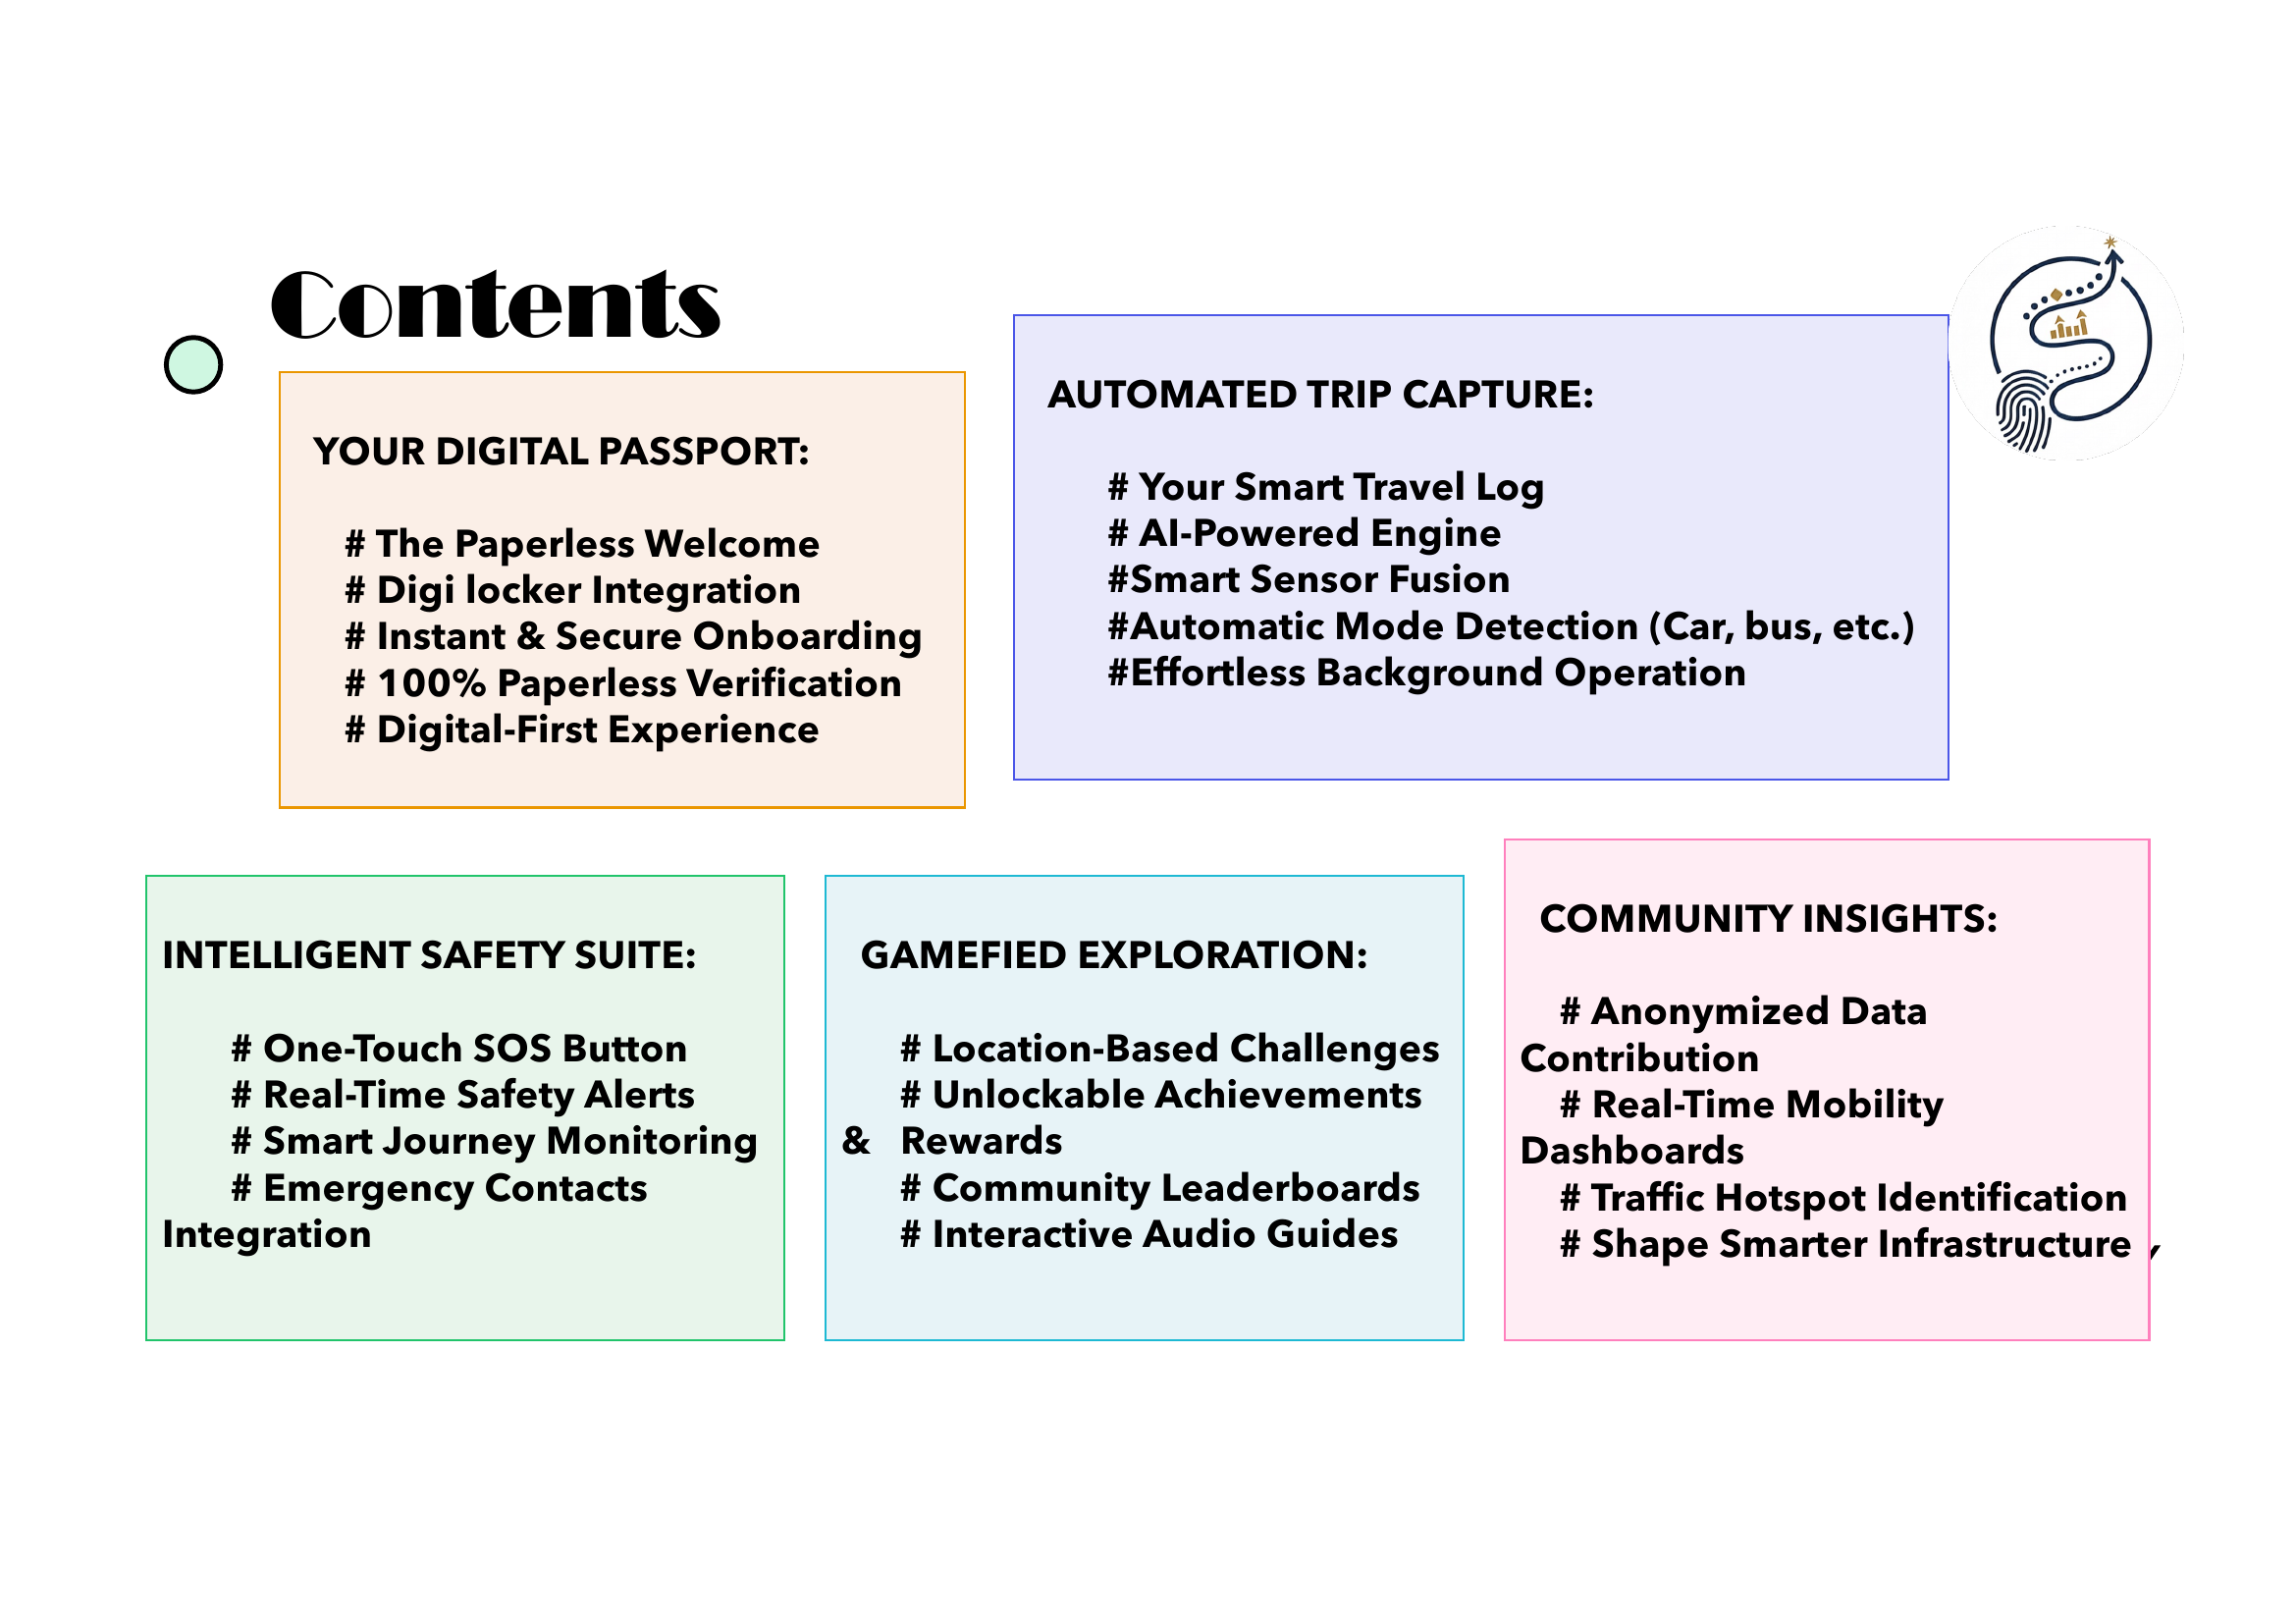 Contents
YOUR DIGITAL PASSPORT:
# The Paperless Welcome
# Digi locker Integration
# Instant & Secure Onboarding
# 100% Paperless Verification
# Digital-First Experience
AUTOMATED TRIP CAPTURE:
# Your Smart Travel Log
# AI-Powered Engine
#Smart Sensor Fusion
#Automatic Mode Detection (Car, bus, etc.)
#Effortless Background Operation
INTELLIGENT SAFETY SUITE:
# One-Touch SOS Button
# Real-Time Safety Alerts
# Smart Journey Monitoring
# Emergency Contacts
Integration
GAMEFIED EXPLORATION:
# Location-Based Challenges
# Unlockable Achievements
& Rewards
# Community Leaderboards
# Interactive Audio Guides
COMMUNITY INSIGHTS:
# Anonymized Data
Contribution
# Real-Time Mobility
Dashboards
# Traffic Hotspot Identification
# Shape Smarter Infrastructure